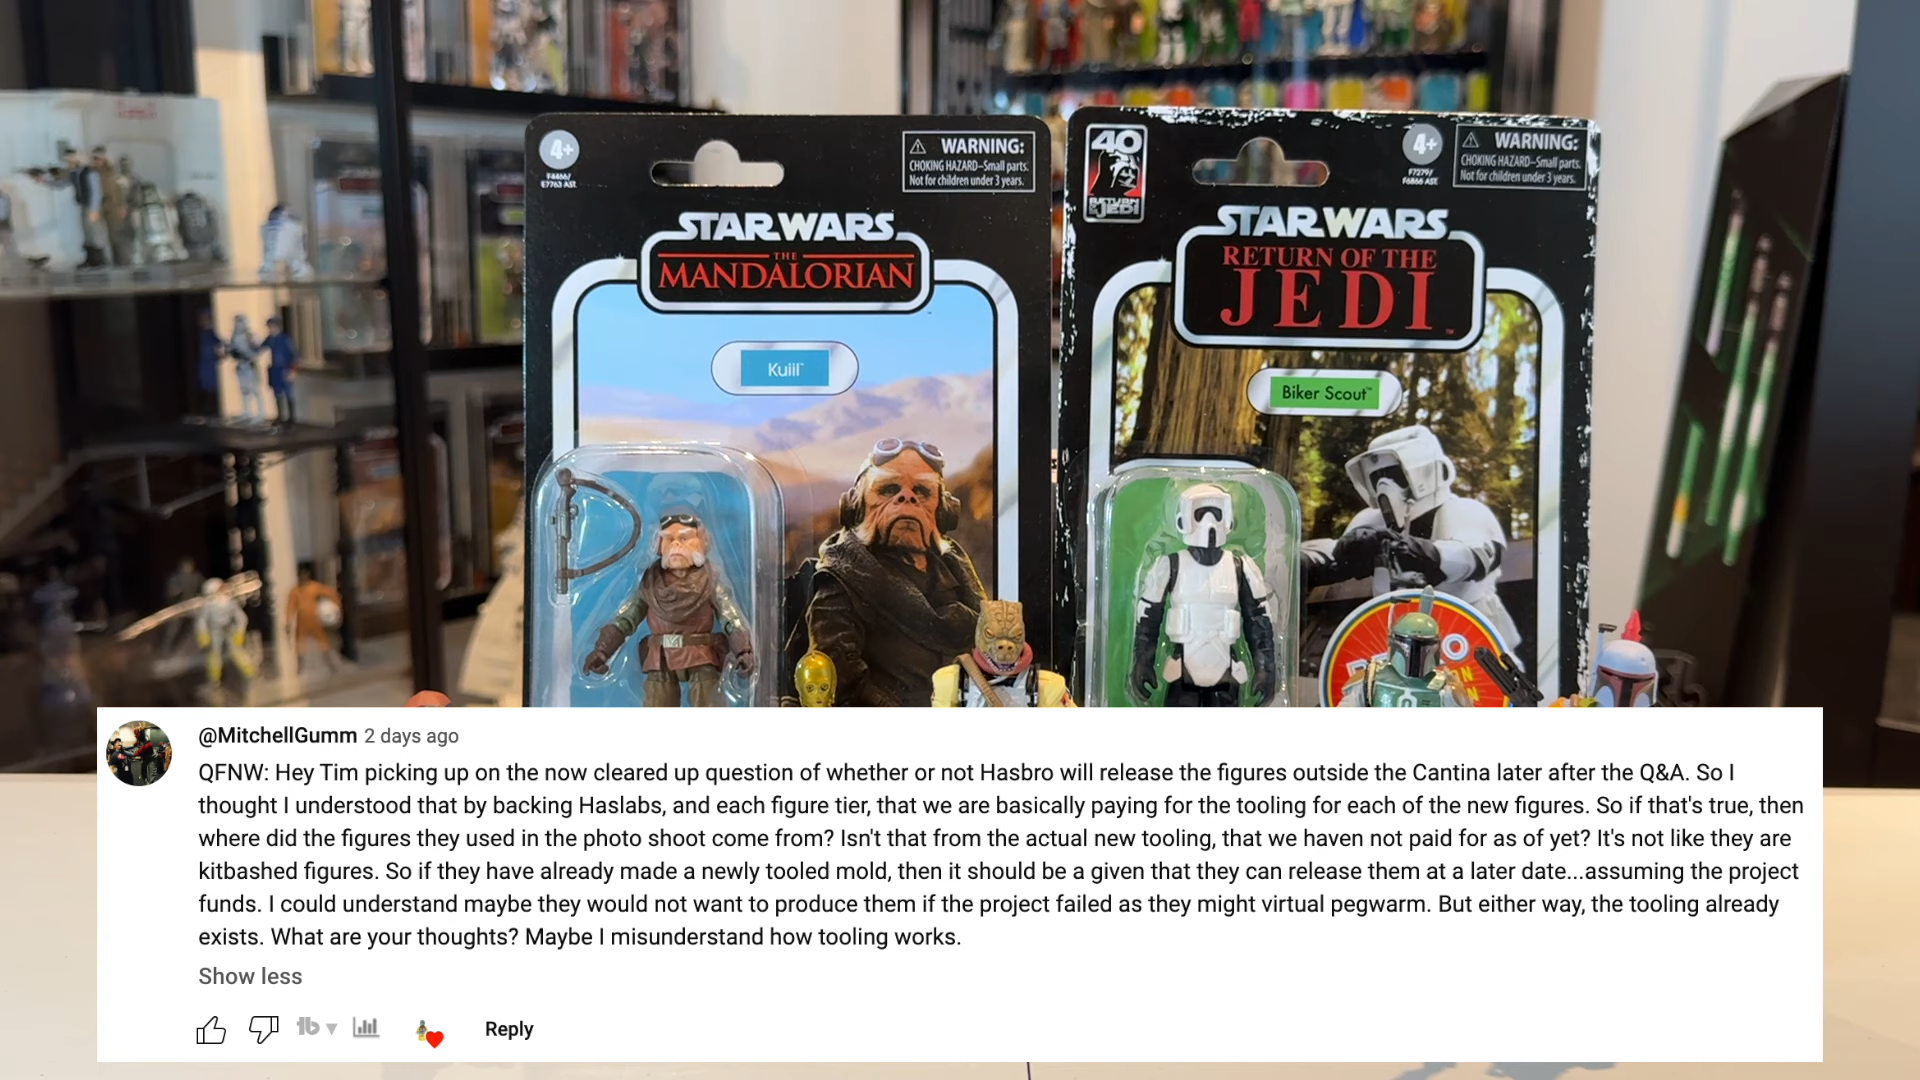 4+
F4466/
E7763 AST.
WARNING:
CHOKING HAZARD–Small parts.
Not for children under 3 years.
STAR WARS
THE
MANDALORIAN
Kuiil™
40
RETURN OF THE JEDI
4+
F7279/
F6866 AST.
WARNING:
CHOKING HAZARD–Small parts.
Not for children under 3 years.
STAR WARS
RETURN OF THE
JEDI™
Biker Scout™
@MitchellGumm 2 days ago
QFNW: Hey Tim picking up on the now cleared up question of whether or not Hasbro will release the figures outside the Cantina later after the Q&A. So I
thought I understood that by backing Haslabs, and each figure tier, that we are basically paying for the tooling for each of the new figures. So if that's true, then
where did the figures they used in the photo shoot come from? Isn't that from the actual new tooling, that we haven not paid for as of yet? It's not like they are
kitbashed figures. So if they have already made a newly tooled mold, then it should be a given that they can release them at a later date...assuming the project
funds. I could understand maybe they would not want to produce them if the project failed as they might virtual pegwarm. But either way, the tooling already
exists. What are your thoughts? Maybe I misunderstand how tooling works.
Show less
Reply